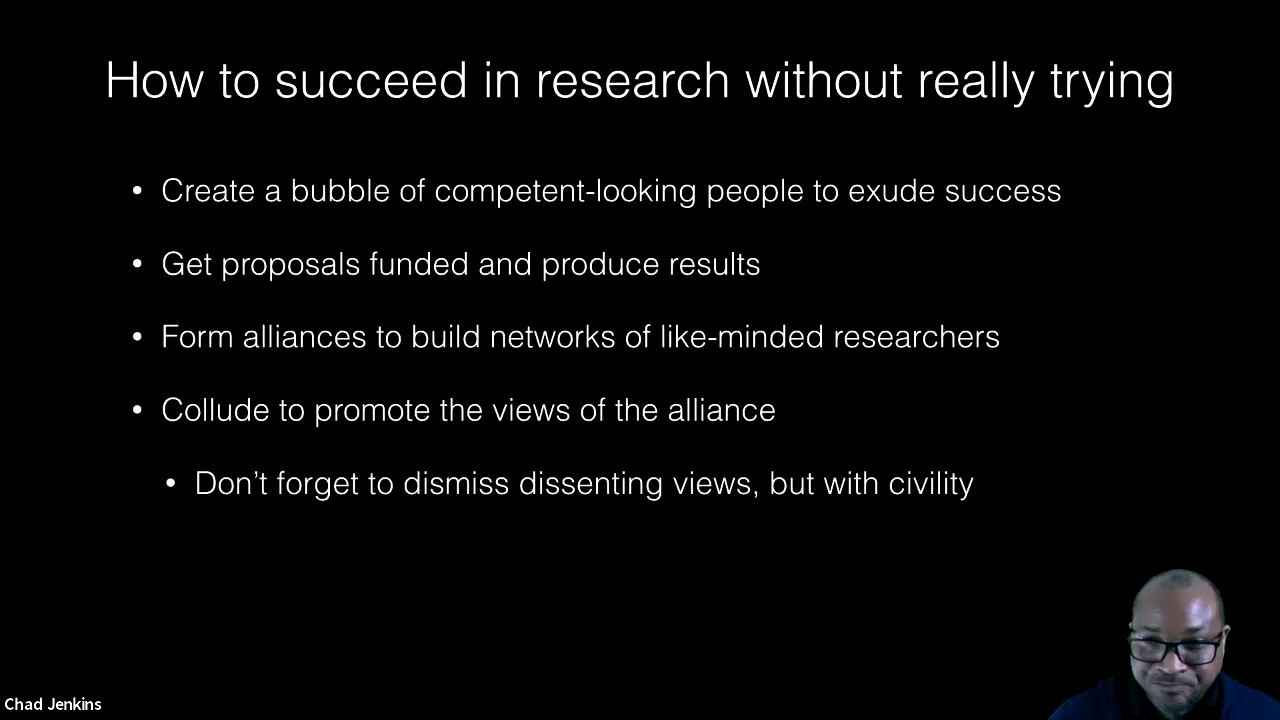 How to succeed in research without really trying
• Create a bubble of competent-looking people to exude success
• Get proposals funded and produce results
• Form alliances to build networks of like-minded researchers
• Collude to promote the views of the alliance
• Don’t forget to dismiss dissenting views, but with civility
Chad Jenkins